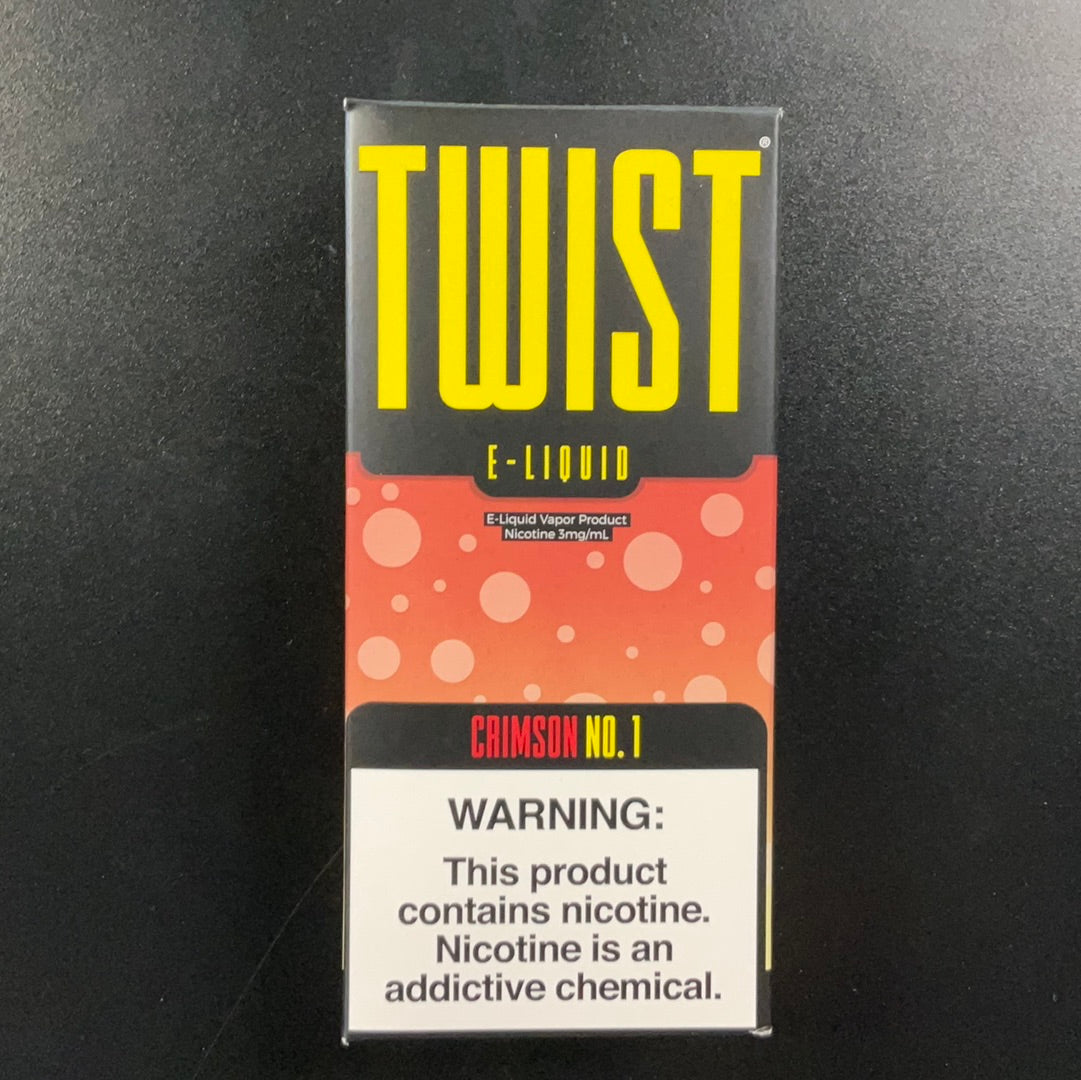 TWIST®
E-LIQUID
E-Liquid Vapor Product
Nicotine 3mg/mL
CRIMSON NO. 1
WARNING:
This product
contains nicotine.
Nicotine is an
addictive chemical.